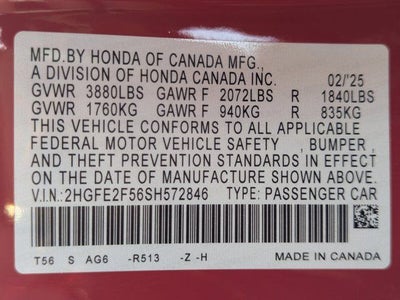 MFD.BY HONDA OF CANADA MFG.,
A DIVISION OF HONDA CANADA INC. 02/'25
GVWR 3880LBS GAWR F 2072LBS R 1840LBS
GVWR 1760KG GAWR F 940KG R 835KG
THIS VEHICLE CONFORMS TO ALL APPLICABLE
FEDERAL MOTOR VEHICLE SAFETY , BUMPER ,
AND THEFT PREVENTION STANDARDS IN EFFECT
ON THE DATE OF MANUFACTURE SHOWN ABOVE.
V.I.N.:2HGFE2F56SH572846 TYPE: PASSENGER CAR
T56 S AG6 -R513 -Z -H MADE IN CANADA